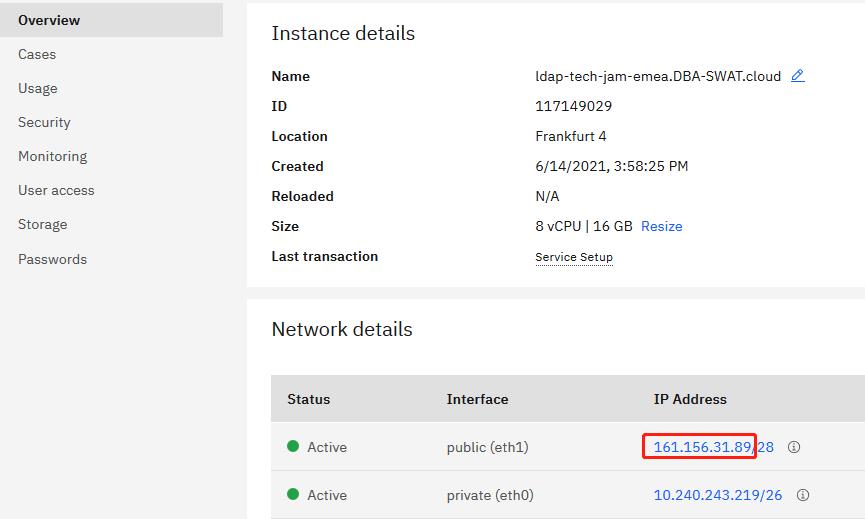 Overview
Cases
Usage
Security
Monitoring
User access
Storage
Passwords
Instance details
Name ldap-tech-jam-emea.DBA-SWAT.cloud
ID 117149029
Location Frankfurt 4
Created 6/14/2021, 3:58:25 PM
Reloaded N/A
Size 8 vCPU | 16 GB Resize
Last transaction Service Setup
Network details
Status Interface IP Address
Active public (eth1) 161.156.31.89/28
Active private (eth0) 10.240.243.219/26